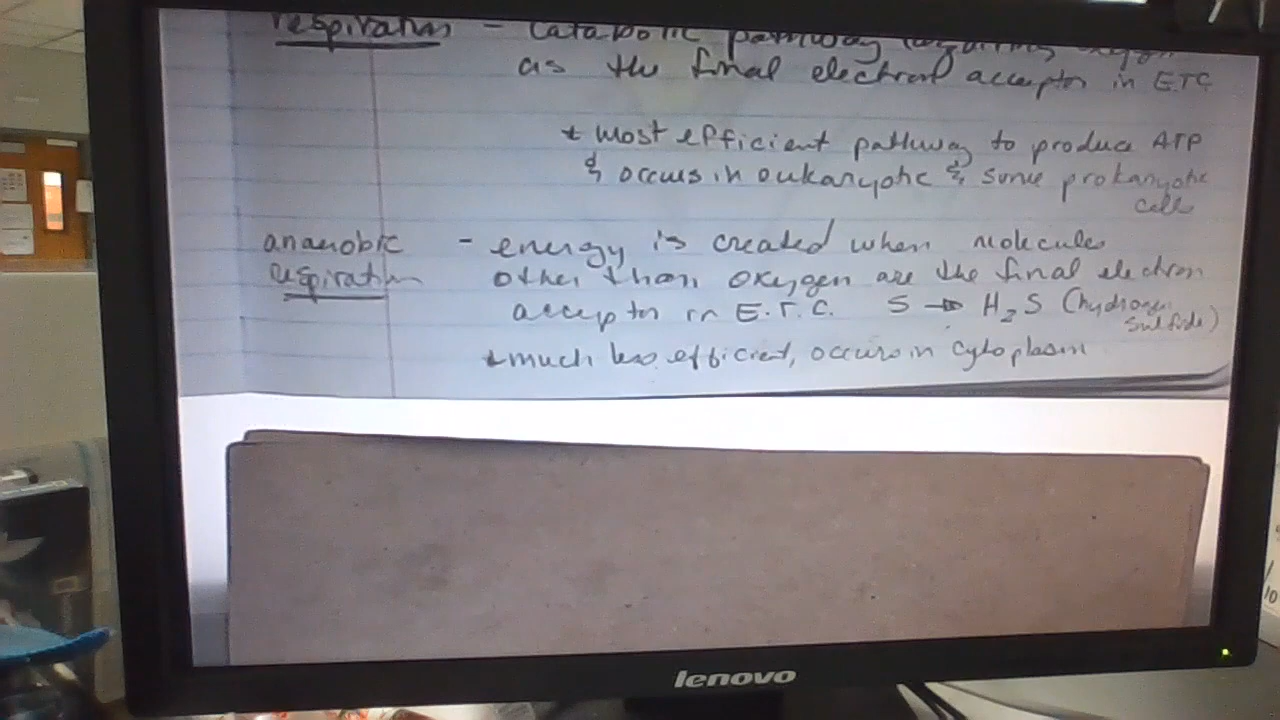 respiration - catabolic pathway requiring oxygen
as the final electron acceptor in ETC
* most efficient pathway to produce ATP
& occurs in eukaryotic & some prokaryotic
cells
anaerobic - energy is created when molecules
respiration other than oxygen are the final electron
acceptor in E.T.C. S → H2S (hydrogen
sulfide)
* much less efficient, occurs in cytoplasm
lenovo